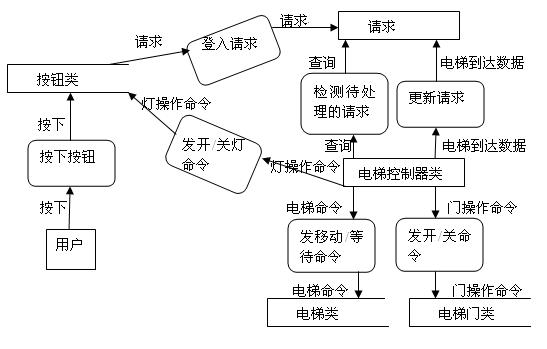 请求
请求
登入请求
请求
按钮类
查询
电梯到达数据
灯操作命令
检测待处
理的请求
更新请求
按下
发开/关灯
命令
查询
电梯到达数据
按下按钮
灯操作命令
电梯控制器类
按下
电梯命令
门操作命令
用户
发移动/等
待命令
发开/关命
令
电梯命令
门操作命令
电梯类
电梯门类